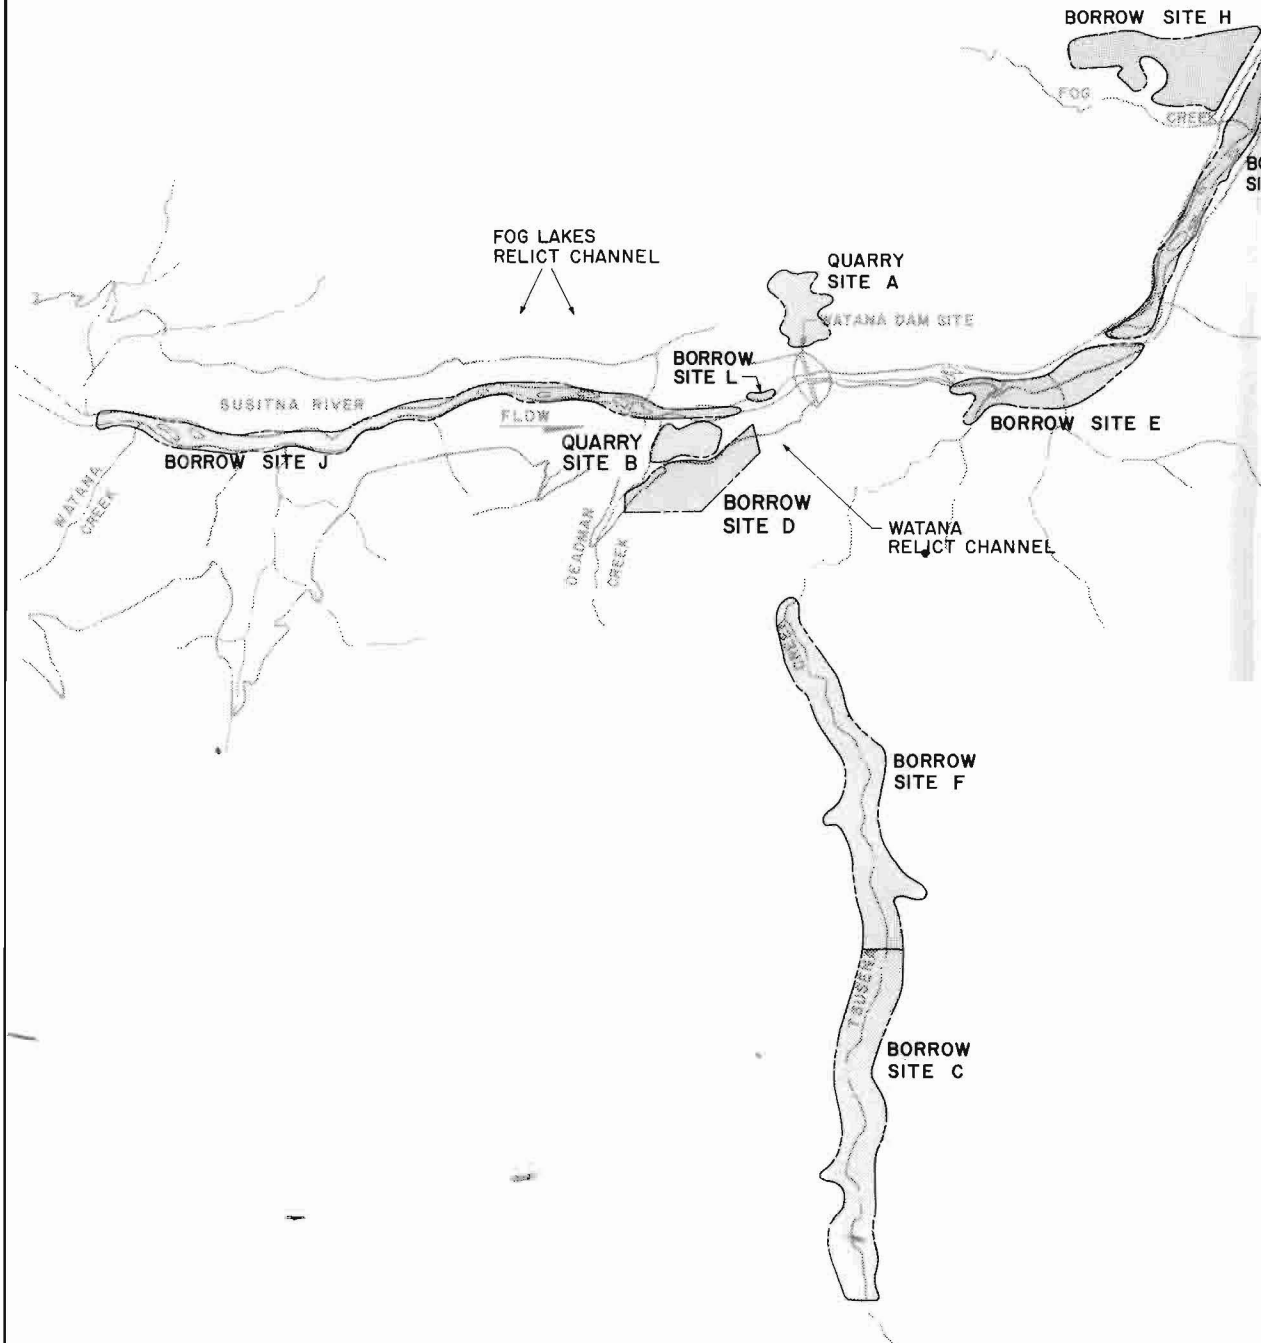 BORROW SITE H
FOG
CREEK
FOG LAKES
RELICT CHANNEL
QUARRY
SITE A
WATANA DAM SITE
BORROW
SITE L
SUSITNA RIVER
FLOW
BORROW SITE E
QUARRY
SITE B
BORROW SITE J
WATANA
CREEK
BORROW
SITE D
WATANA
RELICT CHANNEL
DEADMAN
CREEK
CREEK
BORROW
SITE F
TSUSENA
BORROW
SITE C